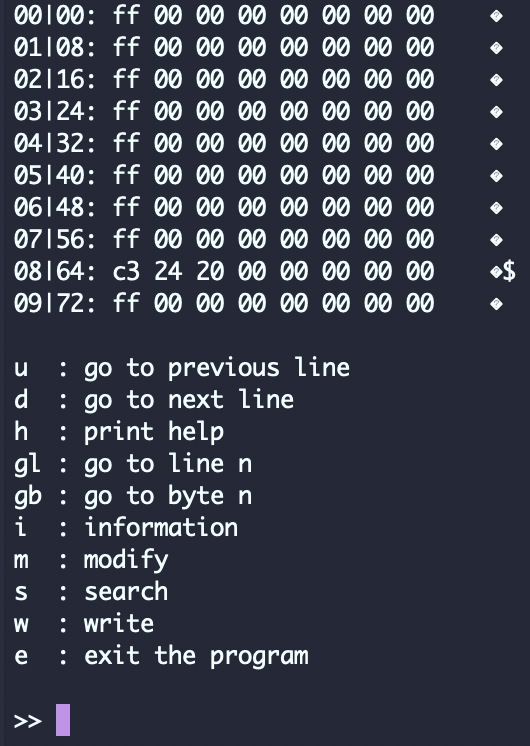 00|00: ff 00 00 00 00 00 00 00 �
01|08: ff 00 00 00 00 00 00 00 �
02|16: ff 00 00 00 00 00 00 00 �
03|24: ff 00 00 00 00 00 00 00 �
04|32: ff 00 00 00 00 00 00 00 �
05|40: ff 00 00 00 00 00 00 00 �
06|48: ff 00 00 00 00 00 00 00 �
07|56: ff 00 00 00 00 00 00 00 �
08|64: c3 24 20 00 00 00 00 00 �$
09|72: ff 00 00 00 00 00 00 00 �
u : go to previous line
d : go to next line
h : print help
gl : go to line n
gb : go to byte n
i : information
m : modify
s : search
w : write
e : exit the program
>>